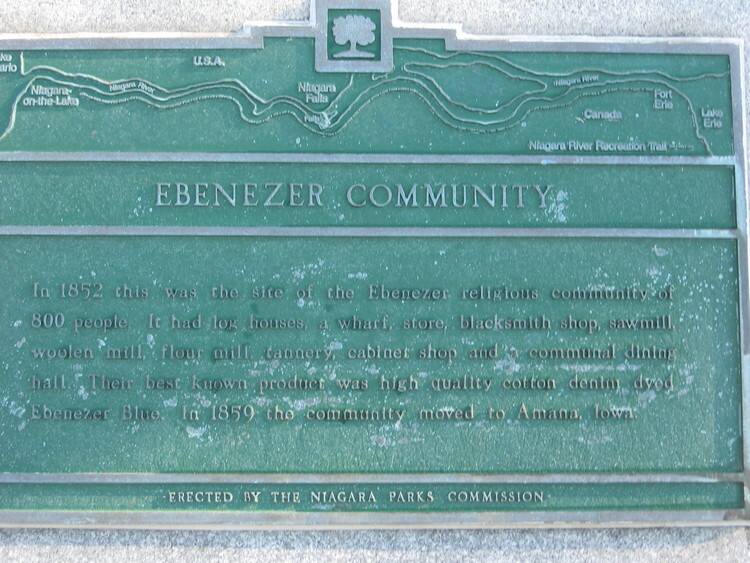 U.S.A.
Niagara-
on-the-Lake
Niagara River
Niagara
Falls
Falls
Niagara River
Fort
Erie
Canada
Lake
Erie
Niagara River Recreation Trail
EBENEZER COMMUNITY
In 1852 this was the site of the Ebenezer religious community of
800 people. It had log houses, a wharf, store, blacksmith shop, sawmill,
woolen mill, flour mill, tannery, cabinet shop and a communal dining
hall. Their best known product was high quality cotton denim, dyed
Ebenezer Blue. In 1859 the community moved to Amana, Iowa.
·ERECTED BY THE NIAGARA PARKS COMMISSION·